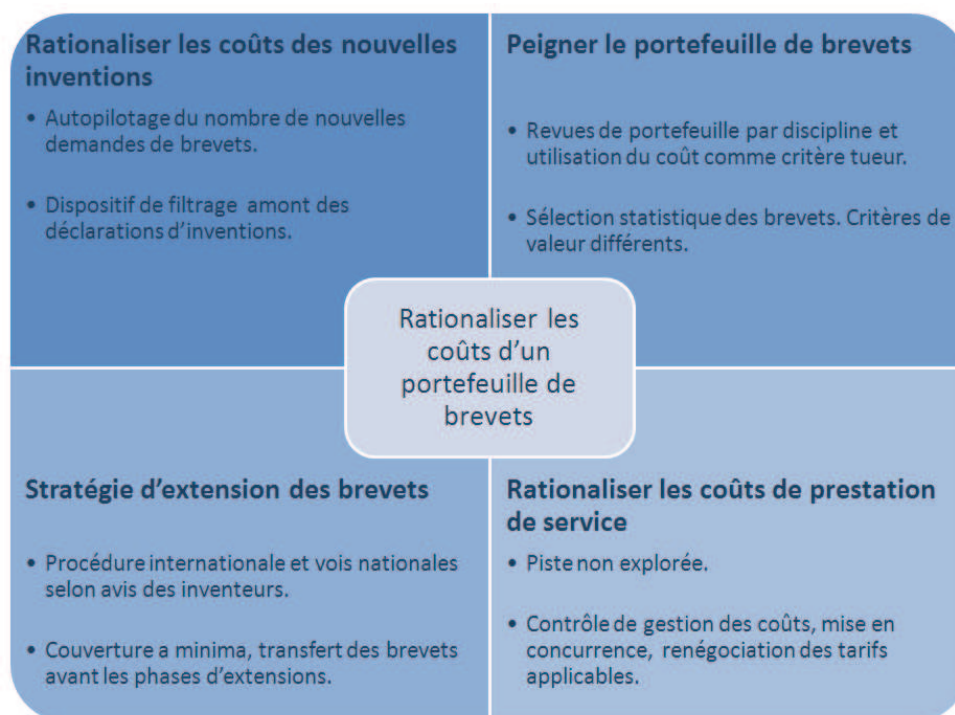 Rationaliser les coûts des nouvelles
inventions
• Autopilotage du nombre de nouvelles
demandes de brevets.
• Dispositif de filtrage amont des
déclarations d'inventions.
Peigner le portefeuille de brevets
• Revues de portefeuille par discipline et
utilisation du coût comme critère tueur.
• Sélection statistique des brevets. Critères de
valeur différents.
Rationaliser les
coûts d'un
portefeuille de
brevets
Stratégie d'extension des brevets
• Procédure internationale et vois nationales
selon avis des inventeurs.
• Couverture a minima, transfert des brevets
avant les phases d'extensions.
Rationaliser les coûts de prestation
de service
• Piste non explorée.
• Contrôle de gestion des coûts, mise en
concurrence, renégociation des tarifs
applicables.